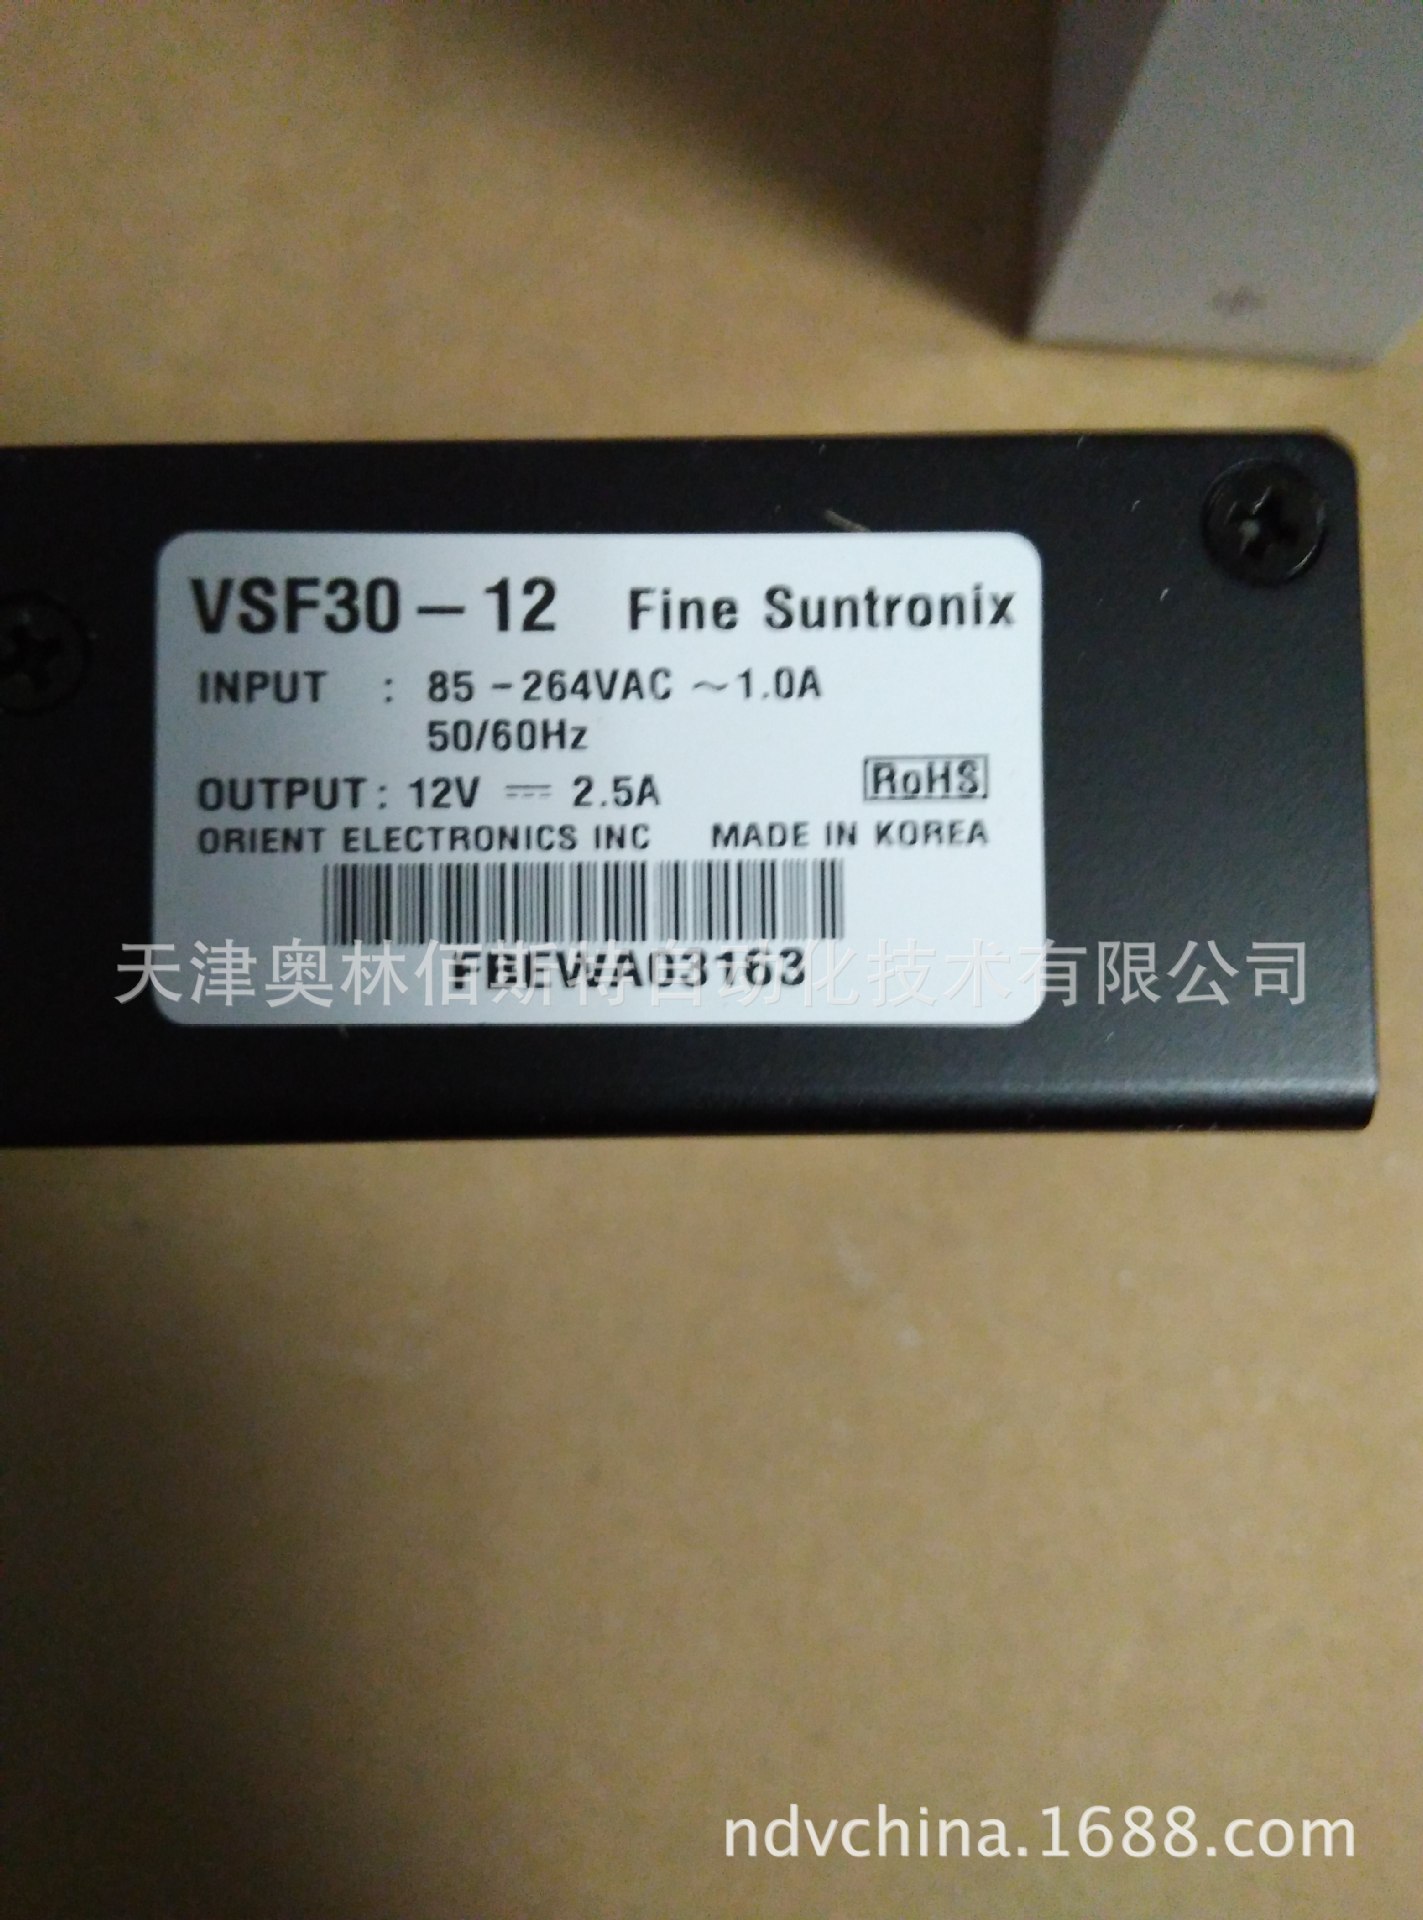 VSF30-12 Fine Suntronix
INPUT : 85-264VAC ~1.0A
50/60Hz
OUTPUT: 12V ⎓ 2.5A
RoHS
ORIENT ELECTRONICS INC MADE IN KOREA
天津奥林佰斯特自动化技术有限公司
ndvchina.1688.com